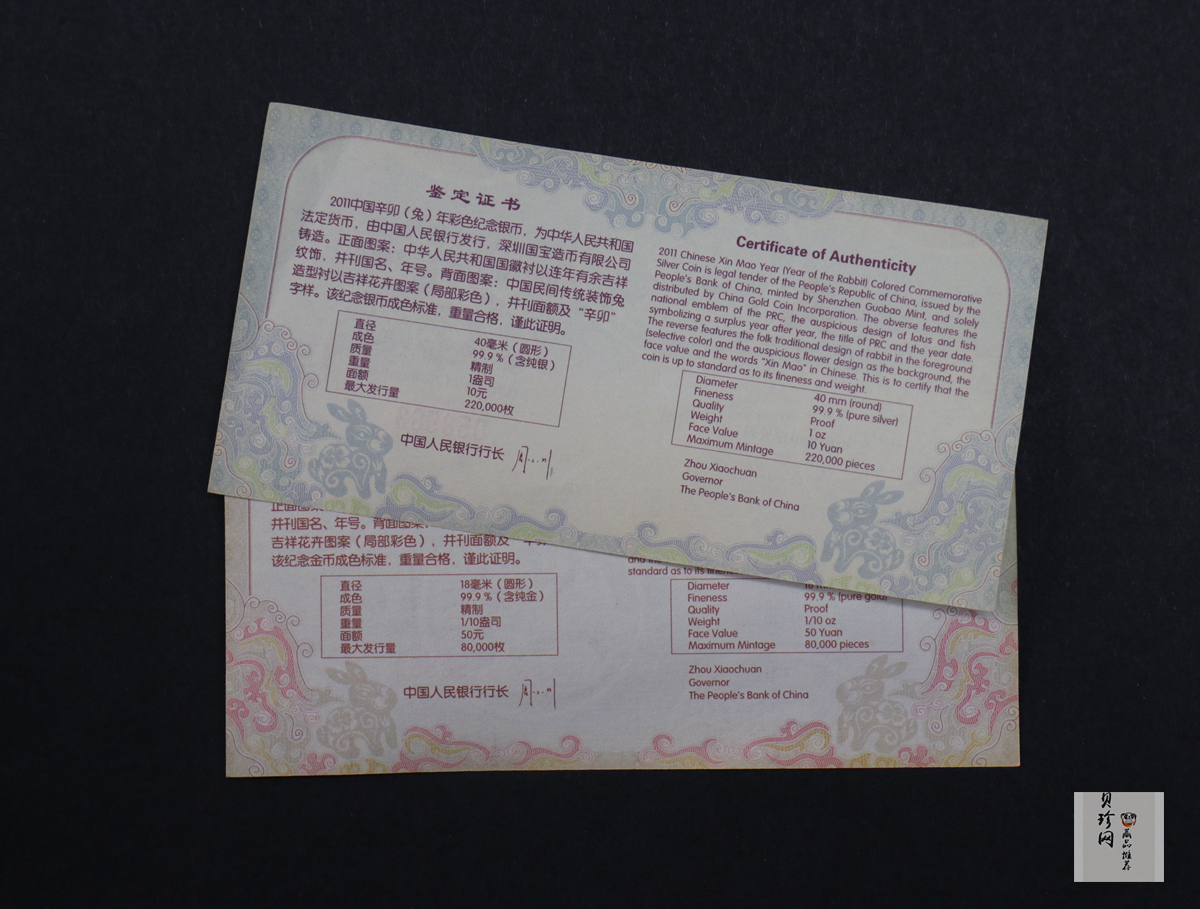 鉴定证书
2011中国辛卯（兔）年彩色纪念银币，为中华人民共和国
法定货币，由中国人民银行发行，深圳国宝造币有限公司
铸造。正面图案：中华人民共和国国徽衬以连年有余吉祥
纹饰，并刊国名、年号。背面图案：中国民间传统装饰兔
造型衬以吉祥花卉图案（局部彩色），并刊面额及“辛卯”
字样。该纪念银币成色标准，重量合格，谨此证明。
直径 40毫米（圆形）
成色 99.9％（含纯银）
质量 精制
重量 1盎司
面额 10元
最大发行量 220,000枚
中国人民银行行长
Certificate of Authenticity
2011 Chinese Xin Mao Year (Year of the Rabbit) Colored Commemorative
Silver Coin is legal tender of the People's Republic of China, issued by the
People's Bank of China, minted by Shenzhen Guobao Mint, and solely
distributed by China Gold Coin Incorporation. The obverse features the
national emblem of the PRC, the auspicious design of lotus and fish
symbolizing a surplus year after year, the title of PRC and the year date.
The reverse features the folk traditional design of rabbit in the foreground
(selective color) and the auspicious flower design as the background, the
face value and the words "Xin Mao" in Chinese. This is to certify that the
coin is up to standard as to its fineness and weight.
Diameter 40 mm (round)
Fineness 99.9 % (pure silver)
Quality Proof
Weight 1 oz
Face Value 10 Yuan
Maximum Mintage 220,000 pieces
Zhou Xiaochuan
Governor
The People's Bank of China
正面图案
并刊国名、年号。背面图案：
吉祥花卉图案（局部彩色），并刊面额及“辛卯
该纪念金币成色标准，重量合格，谨此证明。
直径 18毫米（圆形）
成色 99.9％（含纯金）
质量 精制
重量 1/10盎司
面额 50元
最大发行量 80,000枚
中国人民银行行长
standard as to its
Diameter
Fineness 99.9 % (pure gold)
Quality Proof
Weight 1/10 oz
Face Value 50 Yuan
Maximum Mintage 80,000 pieces
Zhou Xiaochuan
Governor
The People's Bank of China
贝珍网
藏品推荐